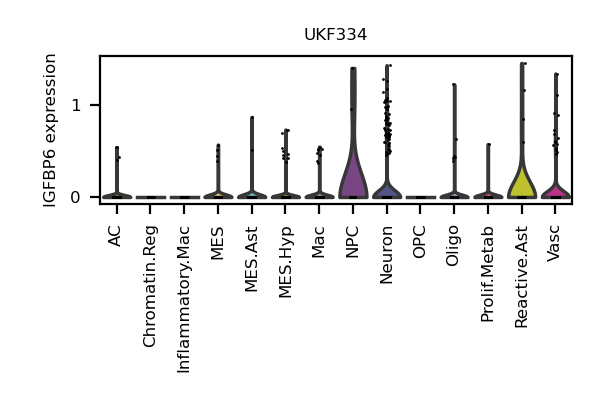 UKF334
IGFBP6 expression
1
0
AC
Chromatin.Reg
Inflammatory.Mac
MES
MES.Ast
MES.Hyp
Mac
NPC
Neuron
OPC
Oligo
Prolif.Metab
Reactive.Ast
Vasc